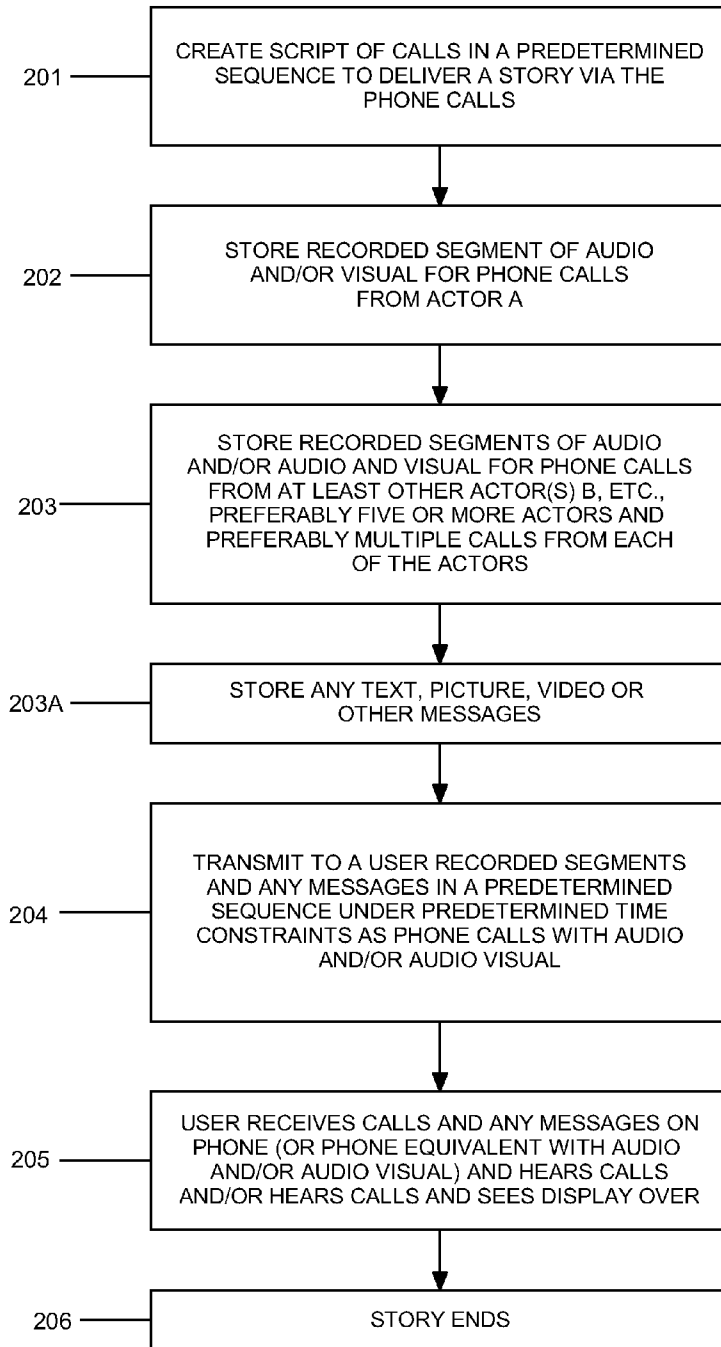 201
CREATE SCRIPT OF CALLS IN A PREDETERMINED
SEQUENCE TO DELIVER A STORY VIA THE
PHONE CALLS
202
STORE RECORDED SEGMENT OF AUDIO
AND/OR VISUAL FOR PHONE CALLS
FROM ACTOR A
203
STORE RECORDED SEGMENTS OF AUDIO
AND/OR AUDIO AND VISUAL FOR PHONE CALLS
FROM AT LEAST OTHER ACTOR(S) B, ETC.,
PREFERABLY FIVE OR MORE ACTORS AND
PREFERABLY MULTIPLE CALLS FROM EACH
OF THE ACTORS
203A
STORE ANY TEXT, PICTURE, VIDEO OR
OTHER MESSAGES
204
TRANSMIT TO A USER RECORDED SEGMENTS
AND ANY MESSAGES IN A PREDETERMINED
SEQUENCE UNDER PREDETERMINED TIME
CONSTRAINTS AS PHONE CALLS WITH AUDIO
AND/OR AUDIO VISUAL
205
USER RECEIVES CALLS AND ANY MESSAGES ON
PHONE (OR PHONE EQUIVALENT WITH AUDIO
AND/OR AUDIO VISUAL) AND HEARS CALLS
AND/OR HEARS CALLS AND SEES DISPLAY OVER
206
STORY ENDS